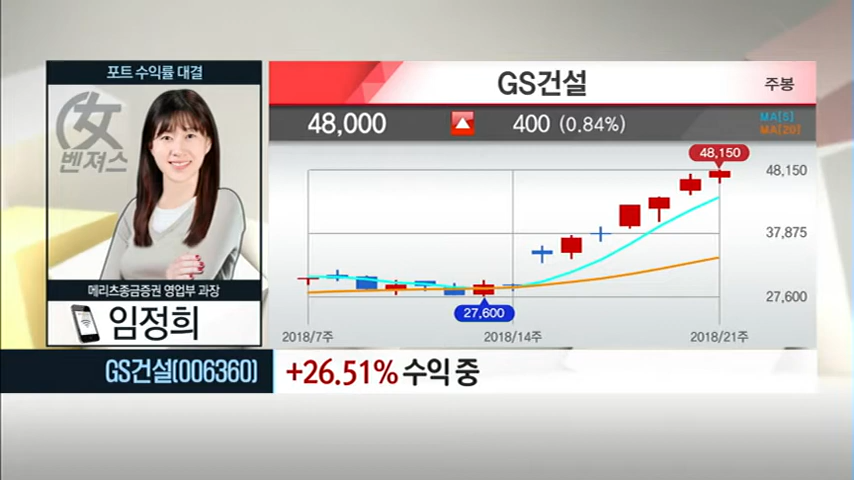 포트 수익률 대결
女
벤져스
메리츠종금증권 영업부 과장
임정희
GS건설
주봉
48,000 400 (0.84%)
MA[5]
MA[20]
48,150
48,150
37,875
27,600
27,600
2018/7주 2018/14주 2018/21주
GS건설(006360) +26.51% 수익 중